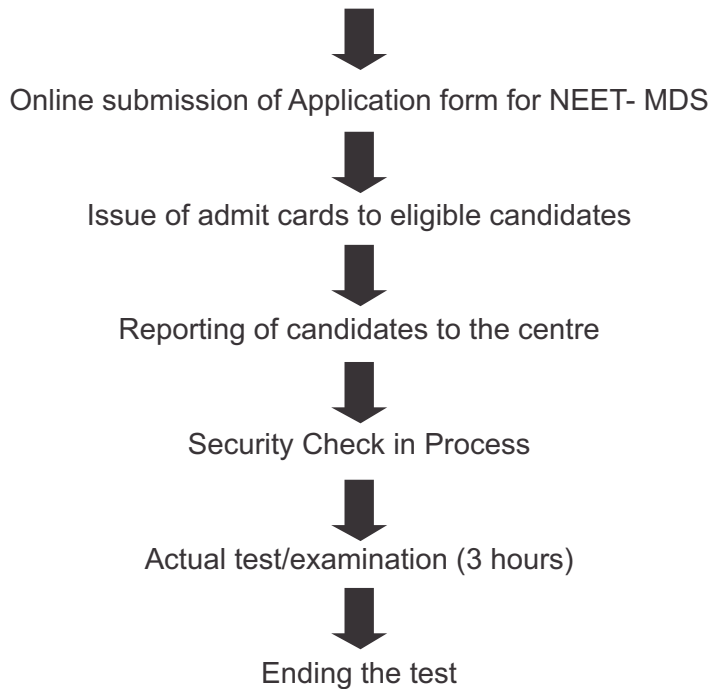 Online submission of Application form for NEET- MDS
Issue of admit cards to eligible candidates
Reporting of candidates to the centre
Security Check in Process
Actual test/examination (3 hours)
Ending the test